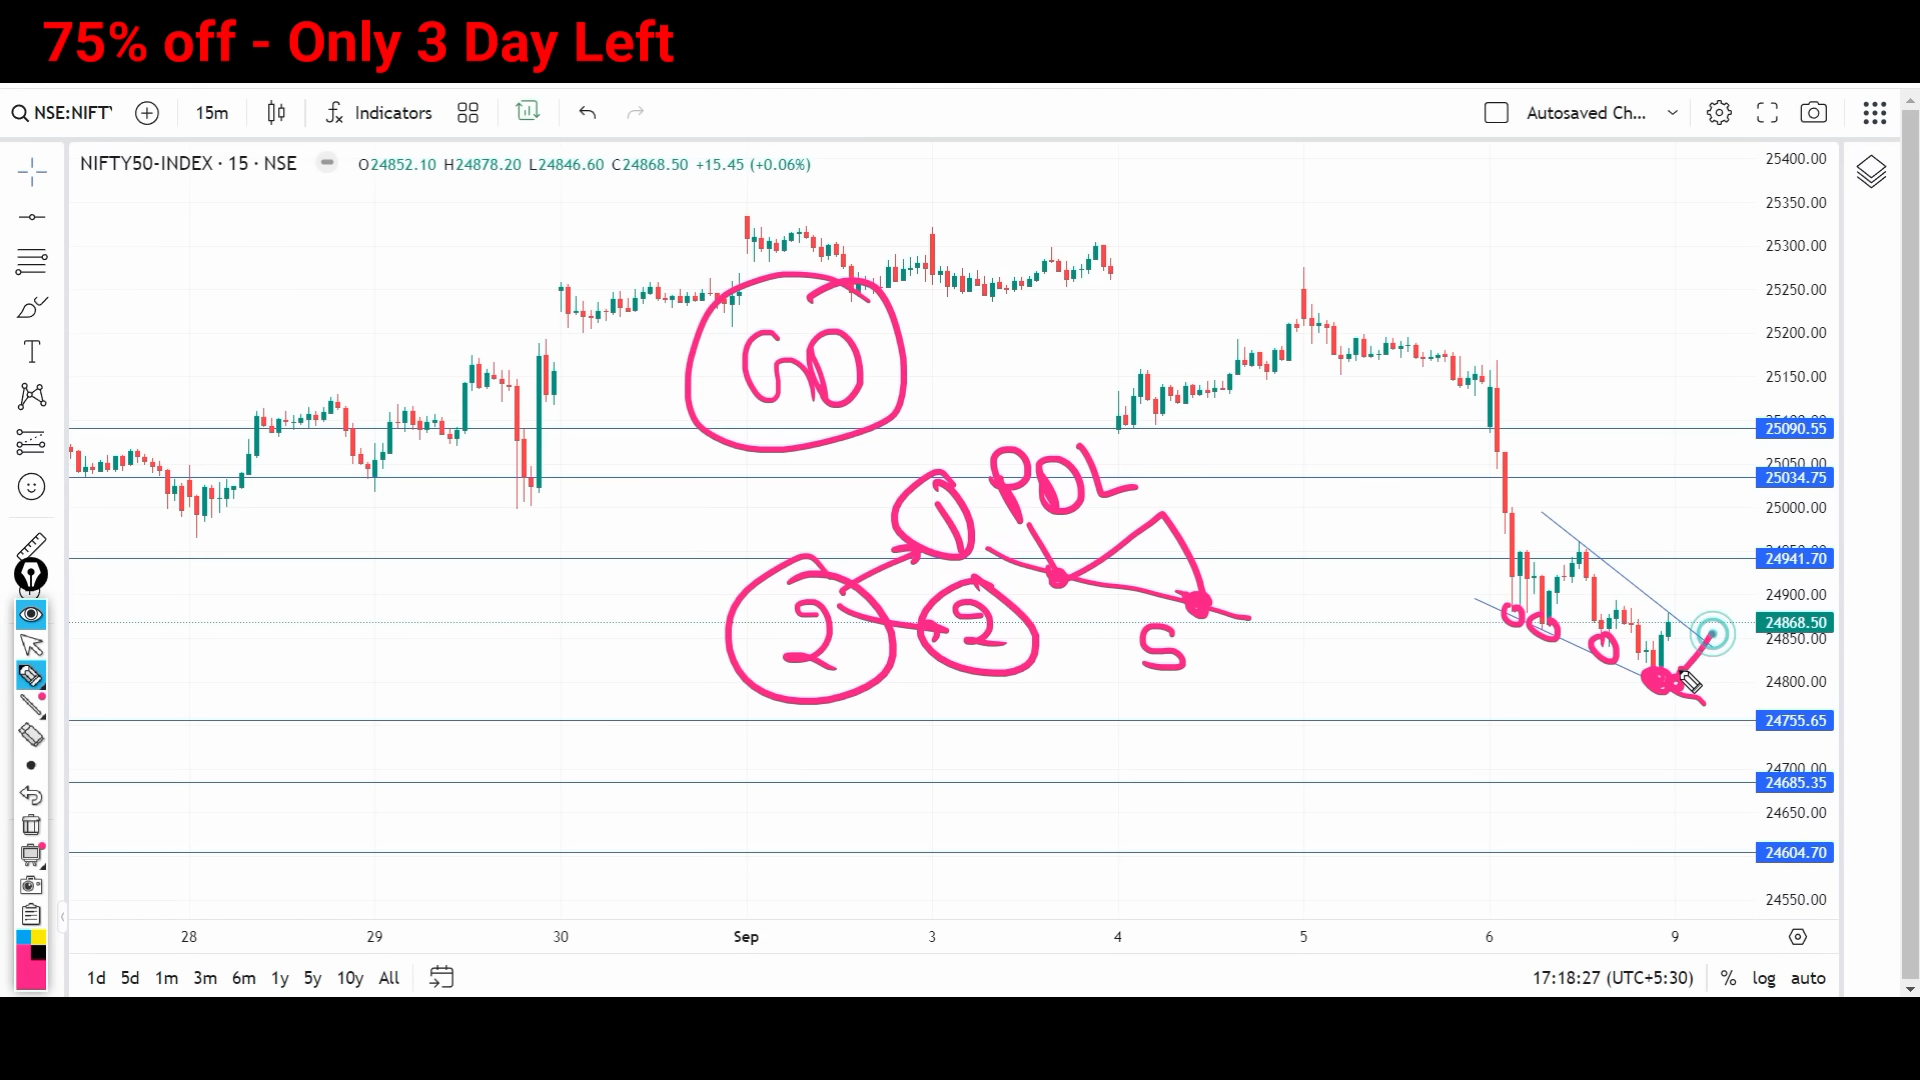 75% off - Only 3 Day Left
NSE:NIFT 15m Indicators Autosaved Ch...
NIFTY50-INDEX · 15 · NSE O24852.10 H24878.20 L24846.60 C24868.50 +15.45 (+0.06%)
25400.00
25350.00
25300.00
25250.00
25200.00
25150.00
25090.55
25050.00
25034.75
25000.00
24941.70
24900.00
24868.50
24850.00
24800.00
24755.65
24700.00
24685.35
24650.00
24604.70
24550.00
GD
1 PDL
2 2 S
28 29 30 Sep 3 4 5 6 9
1d 5d 1m 3m 6m 1y 5y 10y All 17:18:27 (UTC+5:30) % log auto